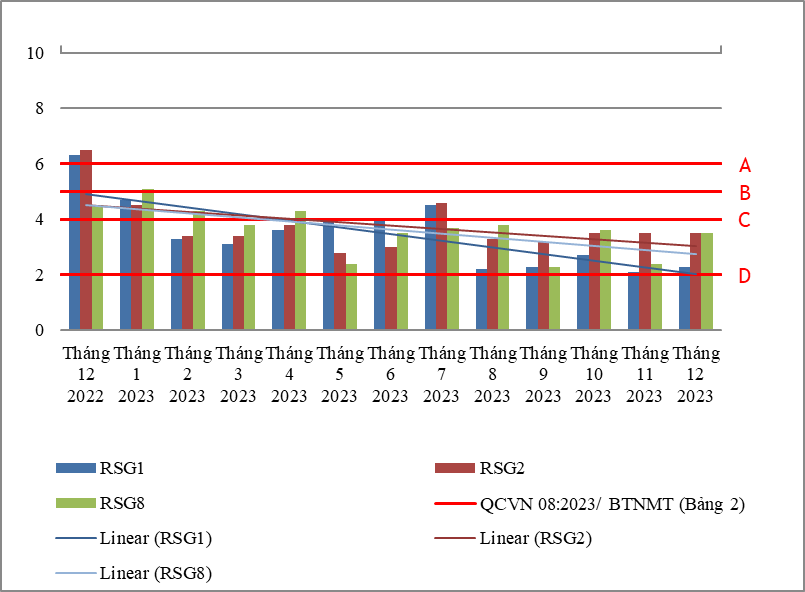 10
8
6
4
2
0
A
B
C
D
Tháng 12 2022
Tháng 1 2023
Tháng 2 2023
Tháng 3 2023
Tháng 4 2023
Tháng 5 2023
Tháng 6 2023
Tháng 7 2023
Tháng 8 2023
Tháng 9 2023
Tháng 10 2023
Tháng 11 2023
Tháng 12 2023
RSG1
RSG2
RSG8
QCVN 08:2023/ BTNMT (Bảng 2)
Linear (RSG1)
Linear (RSG2)
Linear (RSG8)